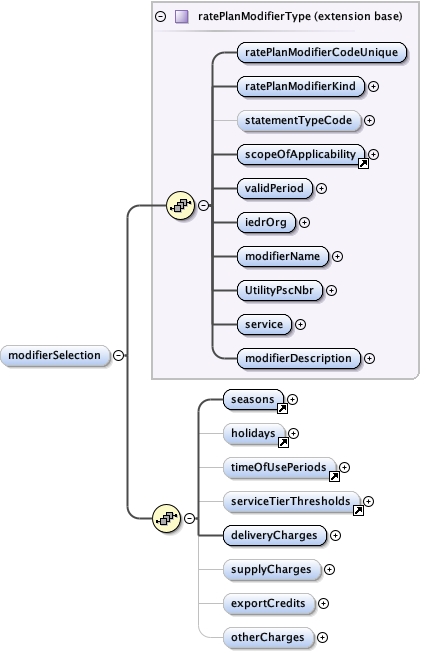 ratePlanModifierType (extension base)
ratePlanModifierCodeUnique
ratePlanModifierKind
statementTypeCode
scopeOfApplicability
validPeriod
iedrOrg
modifierName
UtilityPscNbr
service
modifierDescription
modifierSelection
seasons
holidays
timeOfUsePeriods
serviceTierThresholds
deliveryCharges
supplyCharges
exportCredits
otherCharges